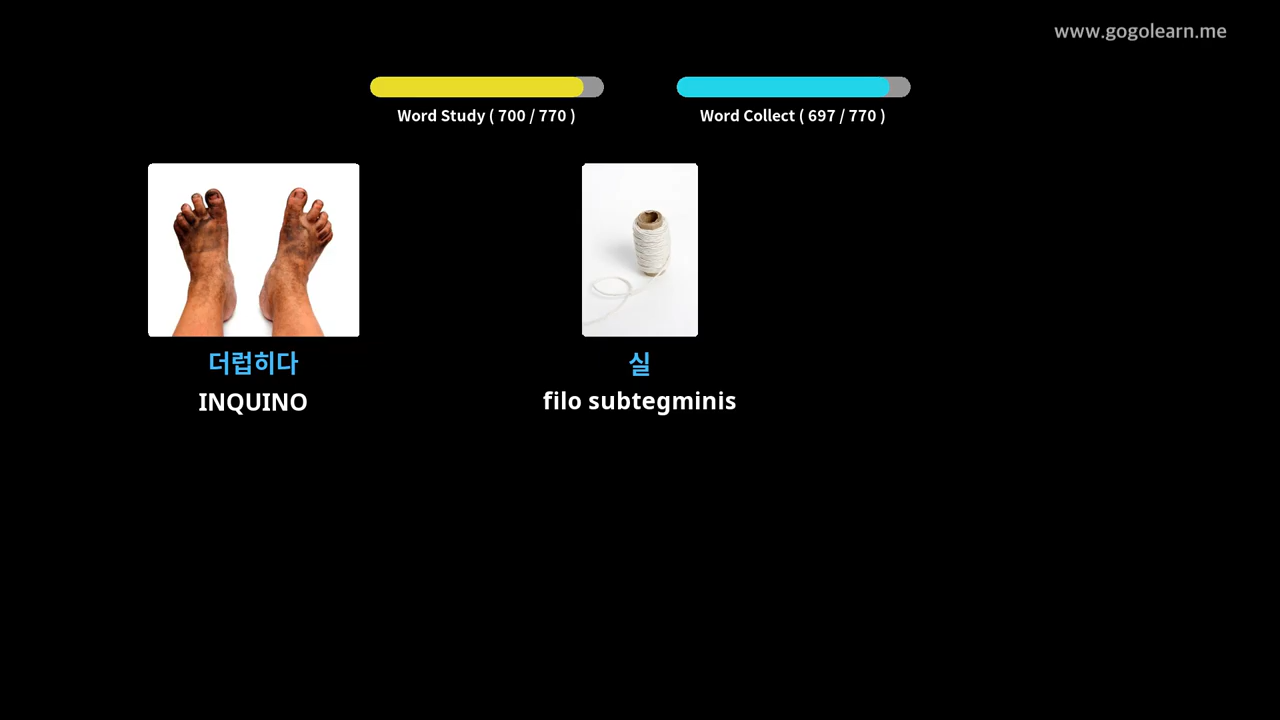 www.gogolearn.me
Word Study ( 700 / 770 )
Word Collect ( 697 / 770 )
더럽히다
INQUINO
실
filo subtegminis